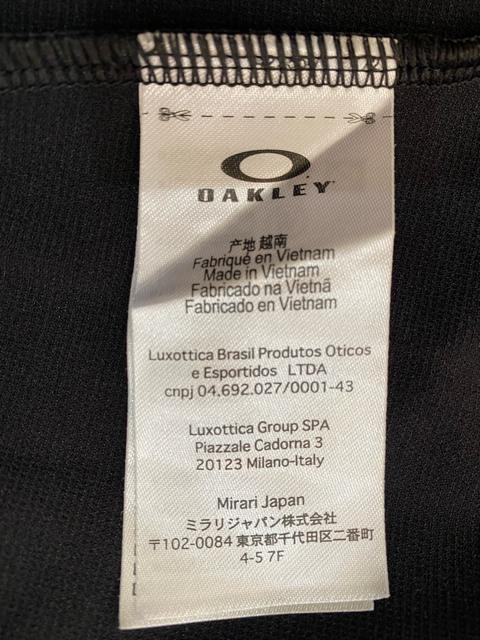 OAKLEY
产地 越南
Fabriqué en Vietnam
Made in Vietnam
Fabricado na Vietnã
Fabricado en Vietnam
Luxottica Brasil Produtos Oticos
e Esportidos LTDA
cnpj 04.692.027/0001-43
Luxottica Group SPA
Piazzale Cadorna 3
20123 Milano-Italy
Mirari Japan
ミラリジャパン株式会社
〒102-0084 東京都千代田区二番町
4-5 7F